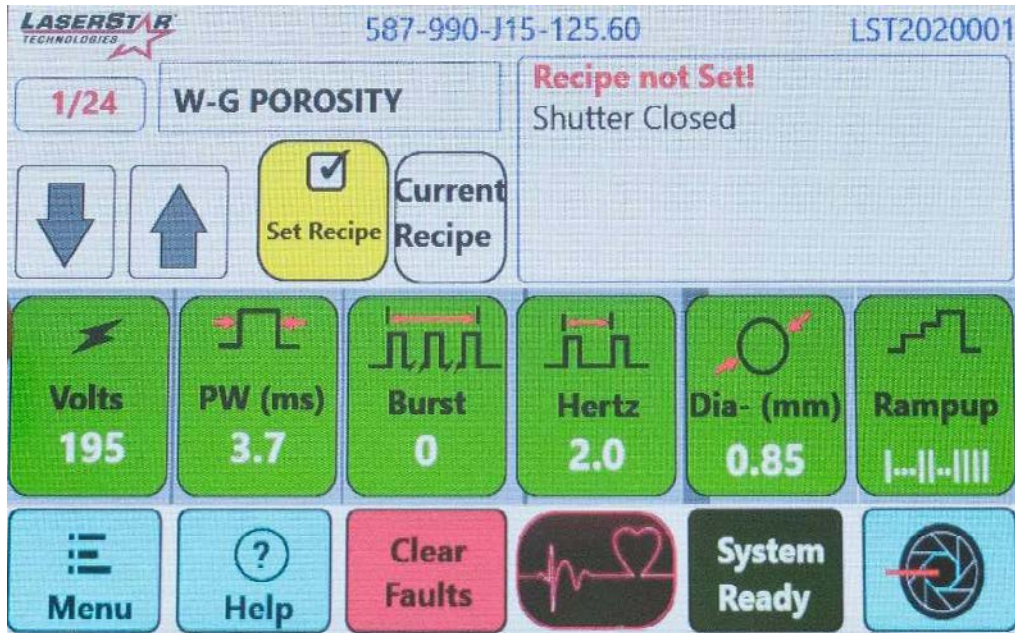 LASERSTAR
TECHNOLOGIES
587-990-J15-125.60
LST2020001
1/24
W-G POROSITY
Recipe not Set!
Shutter Closed
Set Recipe
Current
Recipe
Volts
195
PW (ms)
3.7
Burst
0
Hertz
2.0
Dia- (mm)
0.85
Rampup
Menu
?
Help
Clear
Faults
System
Ready